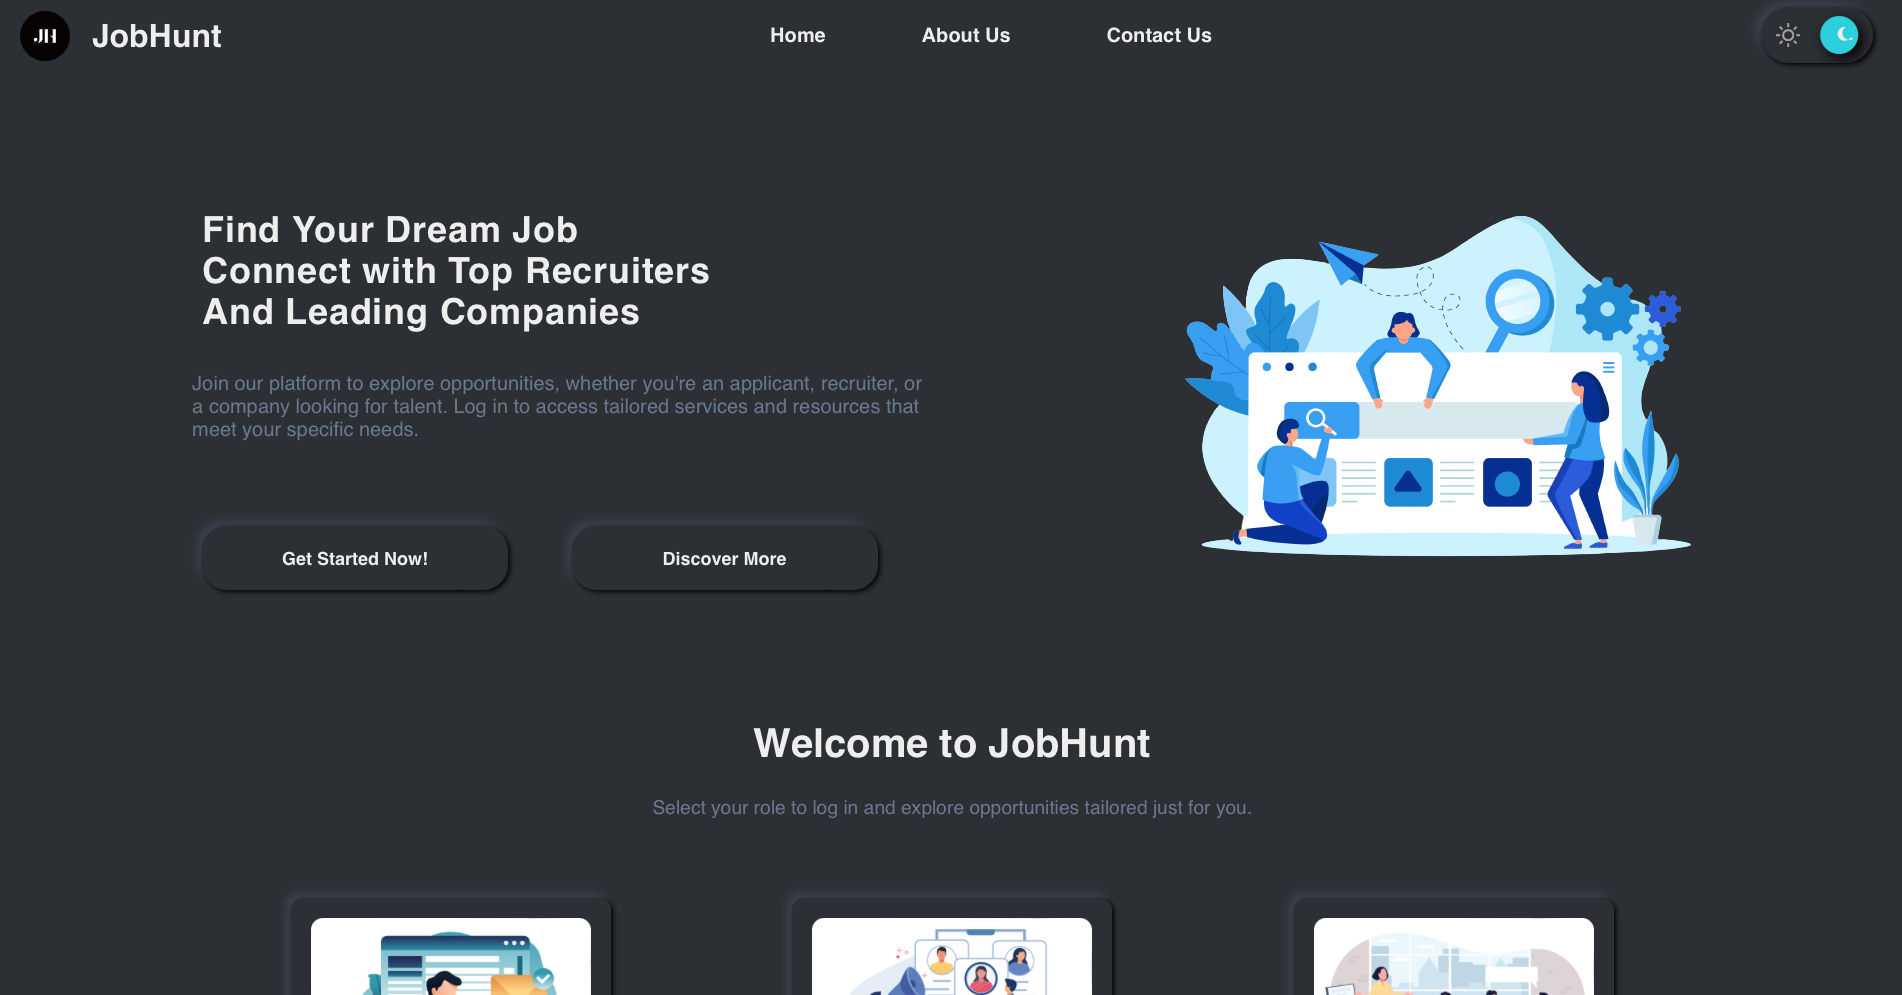 JH
JobHunt
Home
About Us
Contact Us
Find Your Dream Job
Connect with Top Recruiters
And Leading Companies
Join our platform to explore opportunities, whether you're an applicant, recruiter, or
a company looking for talent. Log in to access tailored services and resources that
meet your specific needs.
Get Started Now!
Discover More
Welcome to JobHunt
Select your role to log in and explore opportunities tailored just for you.